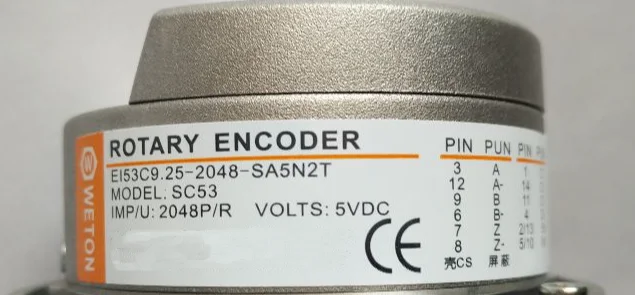 WETON
ROTARY ENCODER
EI53C9.25-2048-SA5N2T
MODEL: SC53
IMP/U: 2048P/R VOLTS: 5VDC
CE
PIN PUN PIN
3 A 1
12 A- 14
9 B 11
6 B- 4
7 Z 2/13
8 Z- 5/10
壳CS 屏蔽